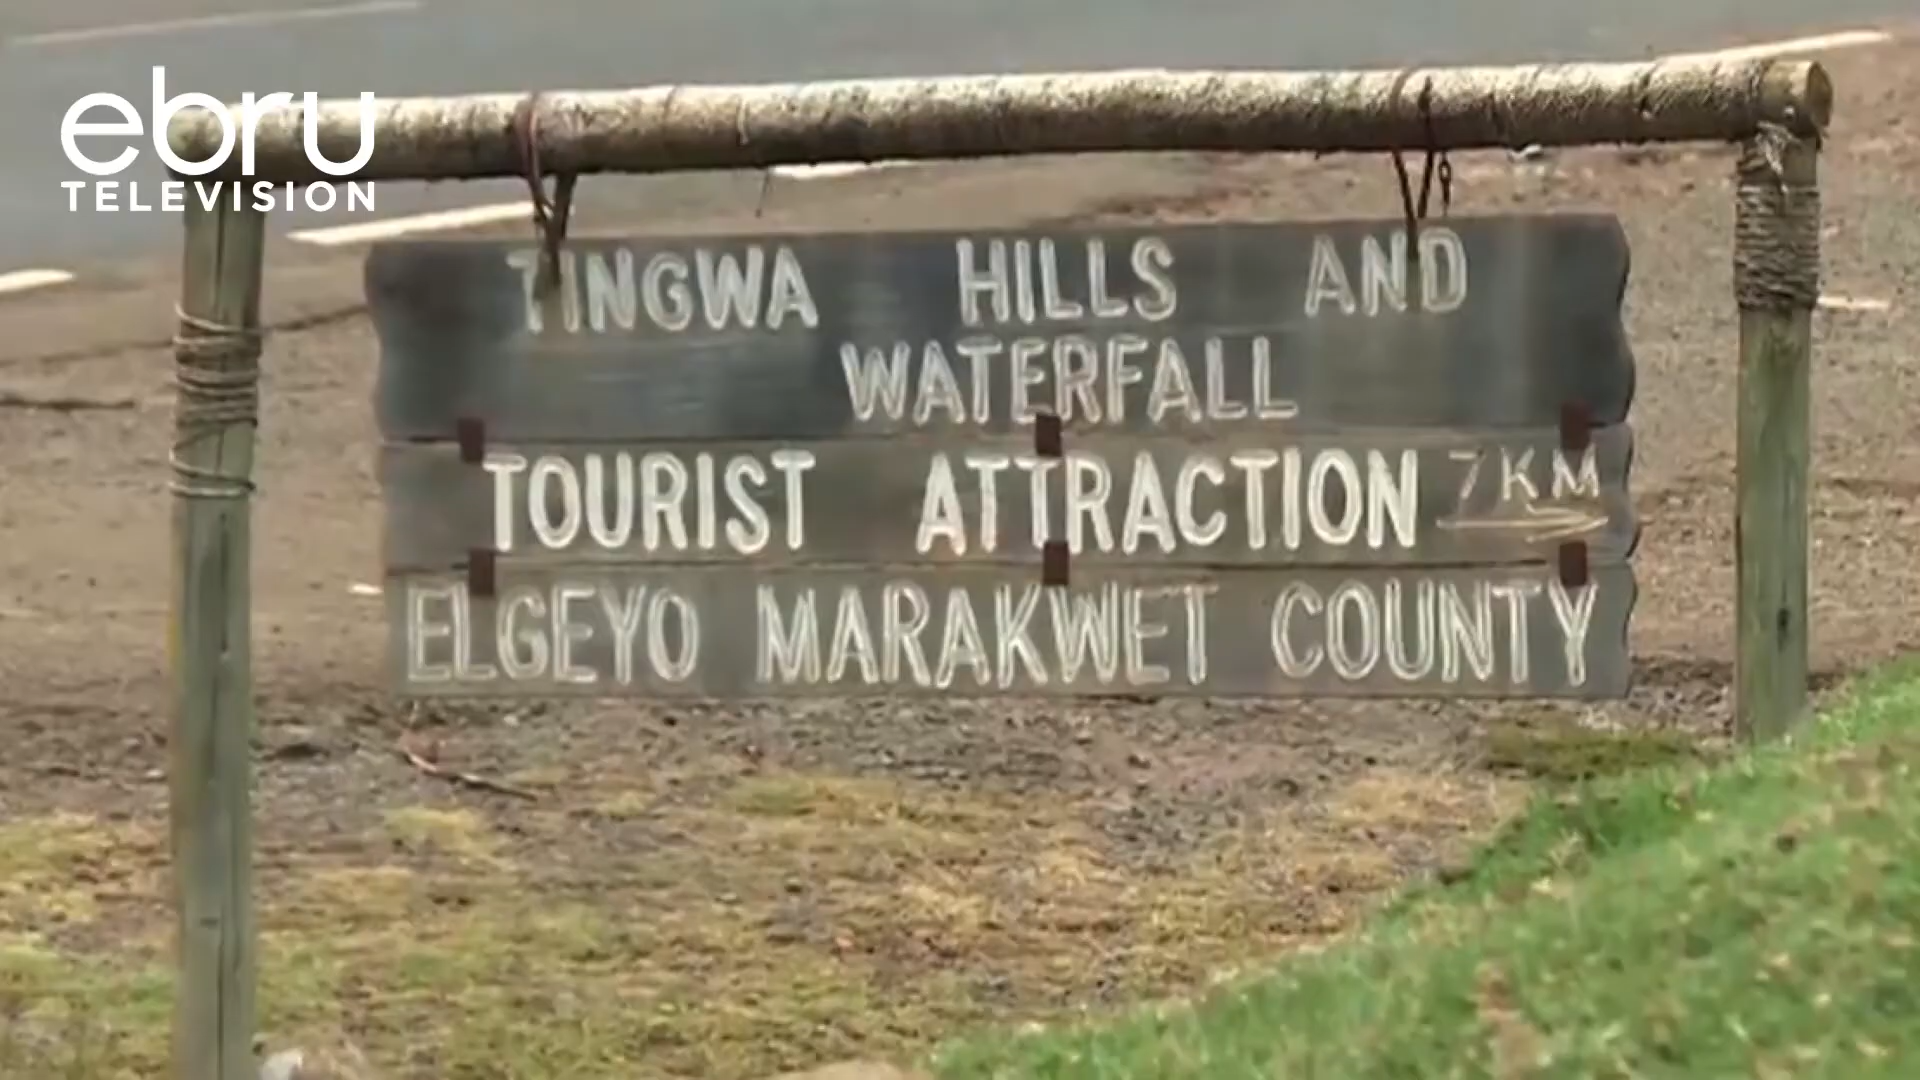 ebru
TELEVISION
TINGWA HILLS AND
WATERFALL
TOURIST ATTRACTION 7KM
ELGEYO MARAKWET COUNTY